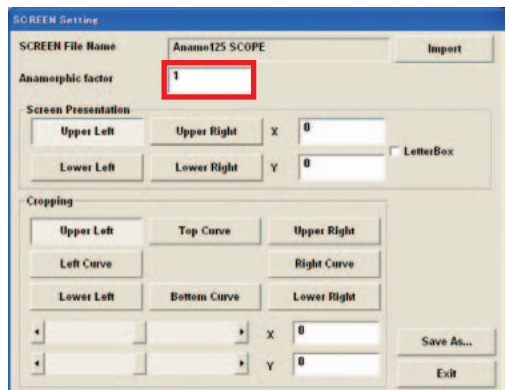 SCREEN Setting
SCREEN File Name Anamo125 SCOPE Import
Anamorphic factor 1
Screen Presentation
Upper Left Upper Right X 0
LetterBox
Lower Left Lower Right Y 0
Cropping
Upper Left Top Curve Upper Right
Left Curve Right Curve
Lower Left Bottom Curve Lower Right
X 0
Save As...
Y 0
Exit